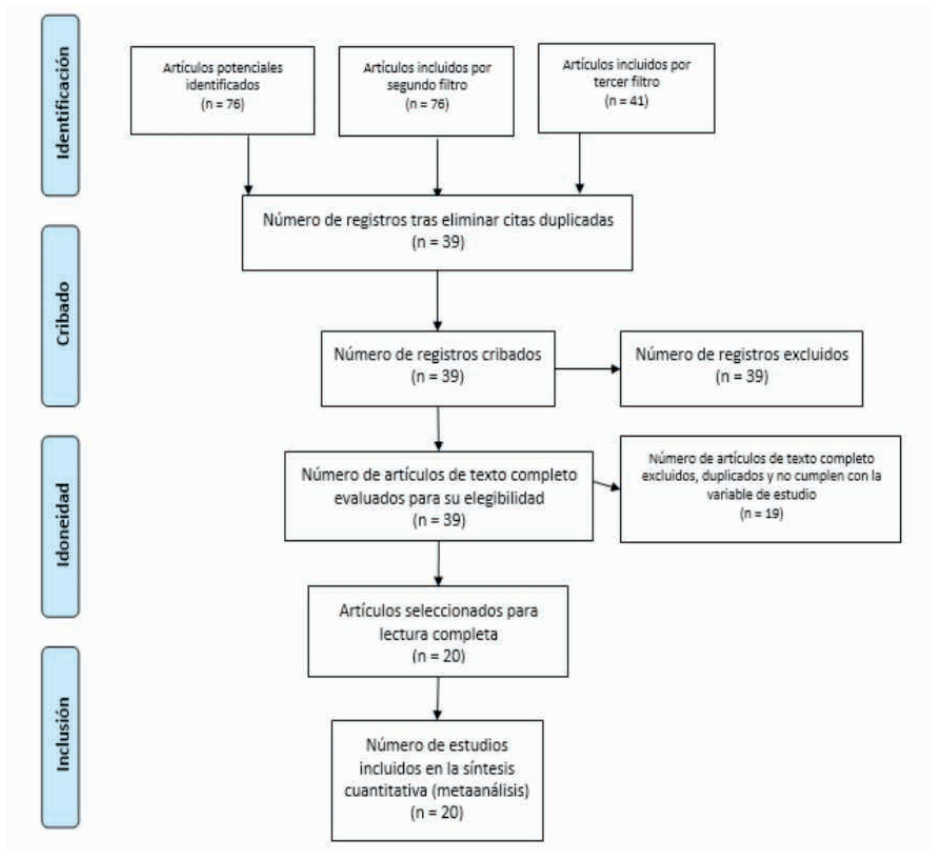 Identificación
Artículos potenciales
identificados
(n = 76)
Artículos incluidos por
segundo filtro
(n = 76)
Artículos incluidos por
tercer filtro
(n = 41)
Número de registros tras eliminar citas duplicadas
(n = 39)
Cribado
Número de registros cribados
(n = 39)
Número de registros excluidos
(n = 39)
Idoneidad
Número de artículos de texto completo
evaluados para su elegibilidad
(n = 39)
Número de artículos de texto completo
excluidos, duplicados y no cumplen con la
variable de estudio
(n = 19)
Artículos seleccionados para
lectura completa
(n = 20)
Inclusión
Número de estudios
incluidos en la síntesis
cuantitativa (metaanálisis)
(n = 20)